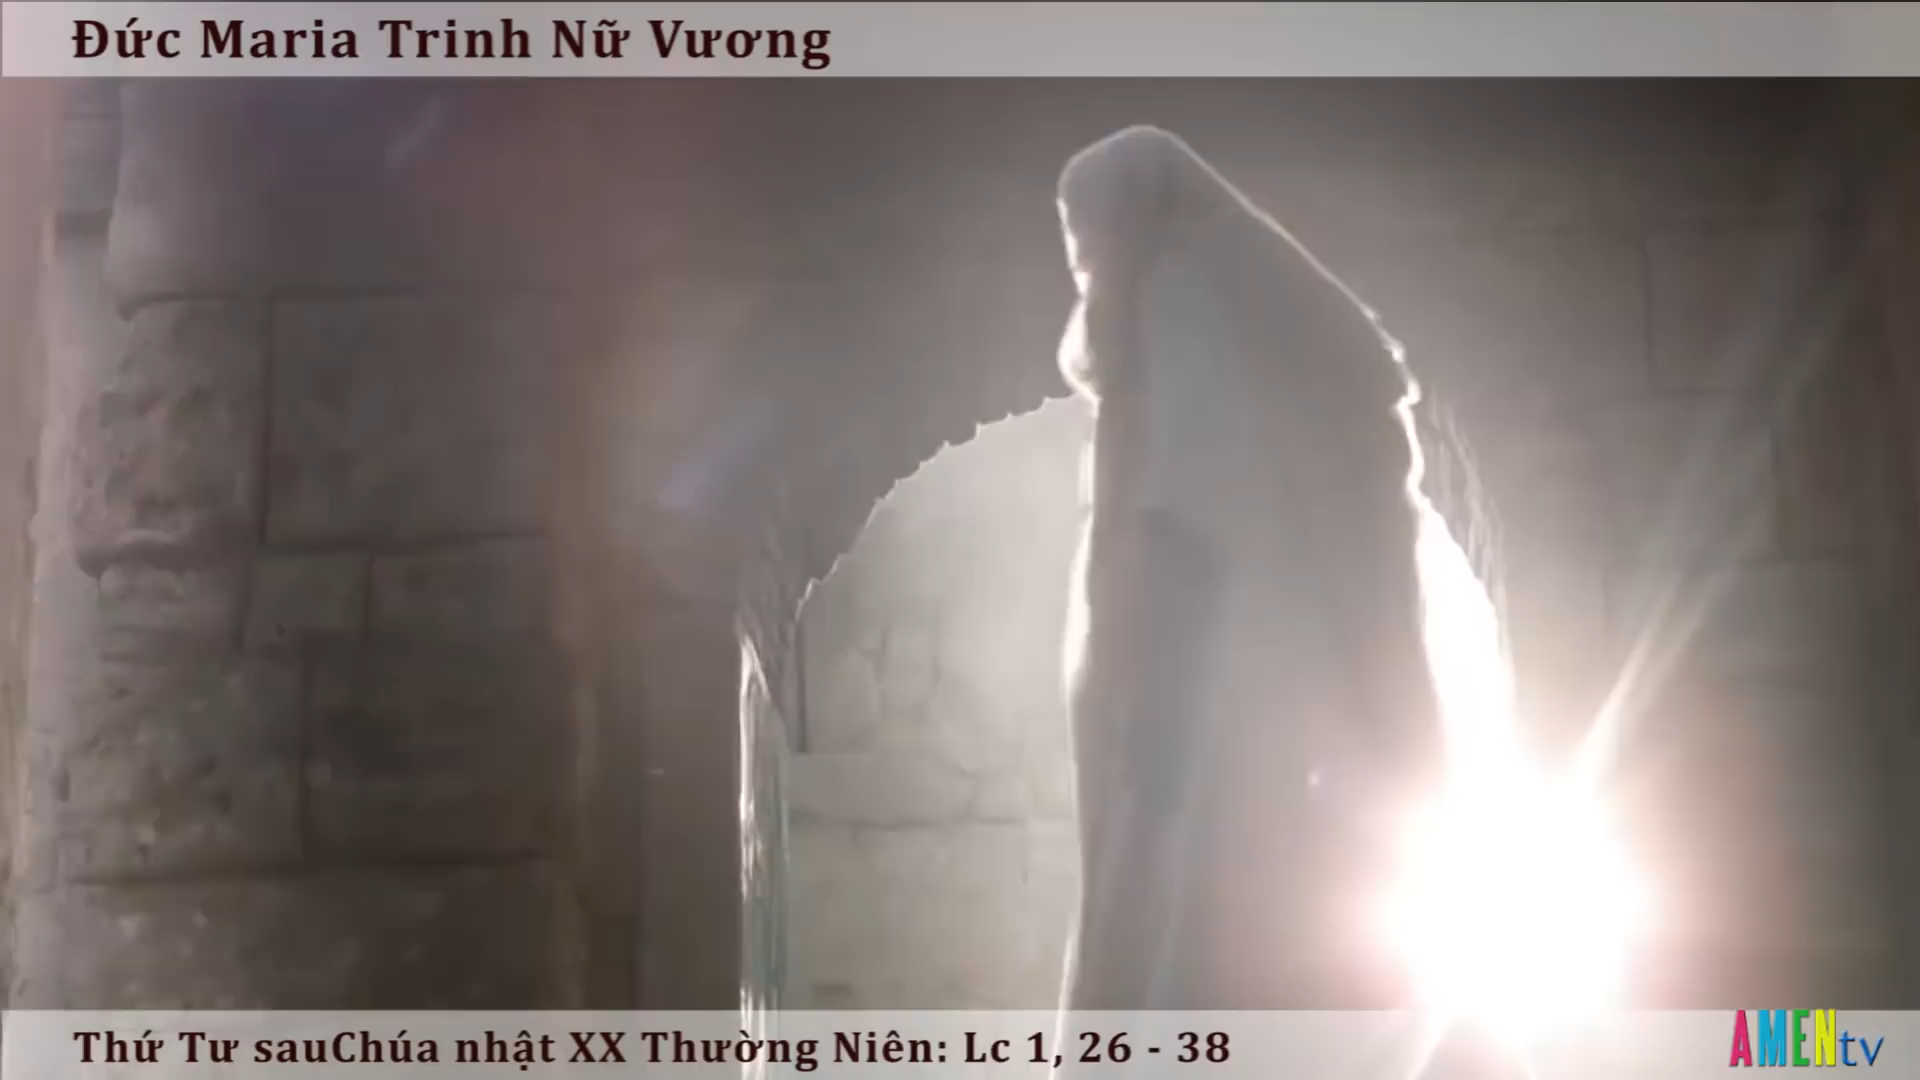 Đức Maria Trinh Nữ Vương
Thứ Tư sauChúa nhật XX Thường Niên: Lc 1, 26 - 38
AMENtv